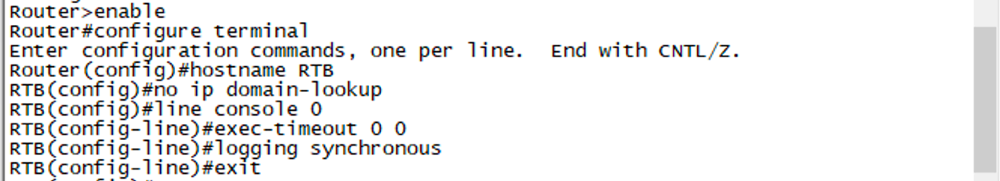 Router>enable
Router#configure terminal
Enter configuration commands, one per line.  End with CNTL/Z.
Router(config)#hostname RTB
RTB(config)#no ip domain-lookup
RTB(config)#line console 0
RTB(config-line)#exec-timeout 0 0
RTB(config-line)#logging synchronous
RTB(config-line)#exit